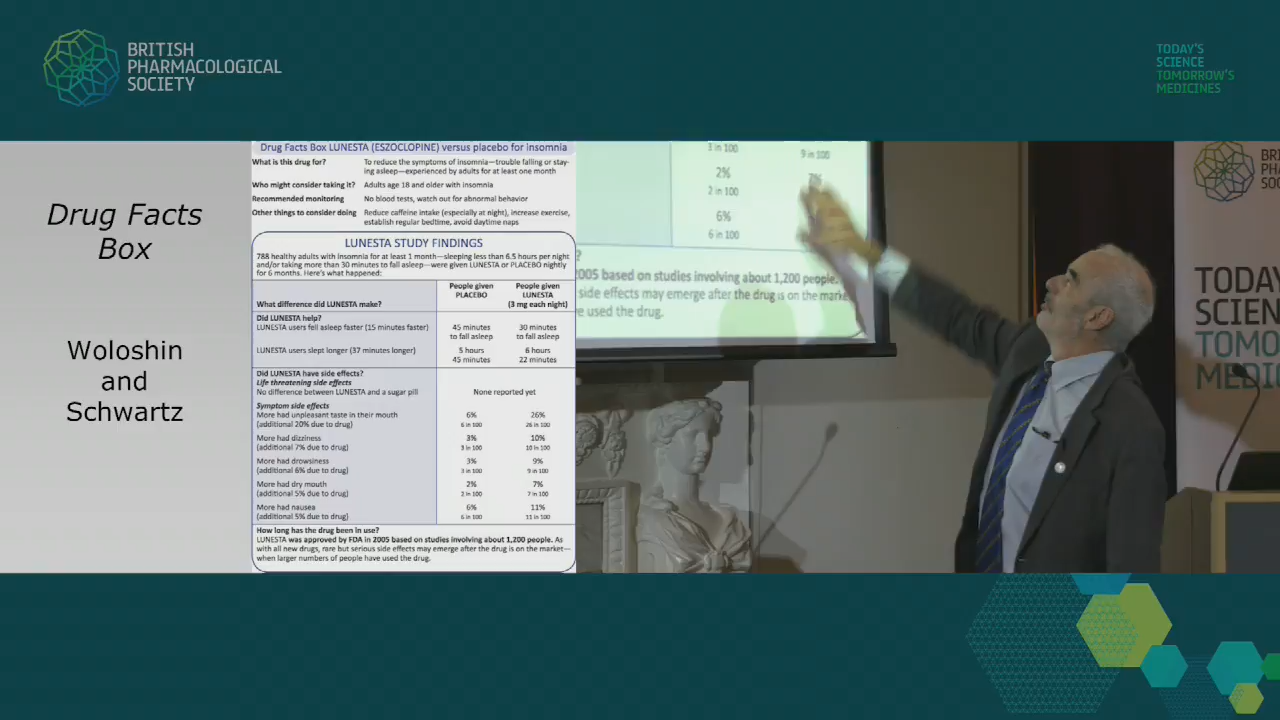 BRITISH
PHARMACOLOGICAL
SOCIETY
TODAY'S
SCIENCE
TOMORROW'S
MEDICINES
Drug Facts
Box
Woloshin
and
Schwartz
Drug Facts Box LUNESTA (ESZOCLOPINE) versus placebo for insomnia
What is this drug for? To reduce the symptoms of insomnia—trouble falling or stay-
ing asleep—experienced by adults for at least one month
Who might consider taking it? Adults age 18 and older with insomnia
Recommended monitoring No blood tests, watch out for abnormal behavior
Other things to consider doing Reduce caffeine intake (especially at night), increase exercise,
establish regular bedtime, avoid daytime naps
LUNESTA STUDY FINDINGS
788 healthy adults with insomnia for at least 1 month—sleeping less than 6.5 hours per night
and/or taking more than 30 minutes to fall asleep—were given LUNESTA or PLACEBO nightly
for 6 months. Here's what happened:
What difference did LUNESTA make? People given
PLACEBO People given
LUNESTA
(3 mg each night)
Did LUNESTA help?
LUNESTA users fell asleep faster (15 minutes faster) 45 minutes
to fall asleep 30 minutes
to fall asleep
LUNESTA users slept longer (37 minutes longer) 5 hours
45 minutes 6 hours
22 minutes
Did LUNESTA have side effects?
Life threatening side effects
No difference between LUNESTA and a sugar pill None reported yet
Symptom side effects
More had unpleasant taste in their mouth 6% 26%
(additional 20% due to drug) 6 in 100 26 in 100
More had dizziness 3% 10%
(additional 7% due to drug) 3 in 100 10 in 100
More had drowsiness 3% 9%
(additional 6% due to drug) 3 in 100 9 in 100
More had dry mouth 2% 7%
(additional 5% due to drug) 2 in 100 7 in 100
More had nausea 6% 11%
(additional 5% due to drug) 6 in 100 11 in 100
How long has the drug been in use?
LUNESTA was approved by FDA in 2005 based on studies involving about 1,200 people. As
with all new drugs, rare but serious side effects may emerge after the drug is on the market—
when larger numbers of people have used the drug.
3 in 100 9 in 100
2% 7%
2 in 100
6%
6 in 100
?
2005 based on studies involving about 1,200 people.
side effects may emerge after the drug is on the marke
e used the drug.
BRI
PH
SO
TODAY
SCIEN
TOMO
MEDIC